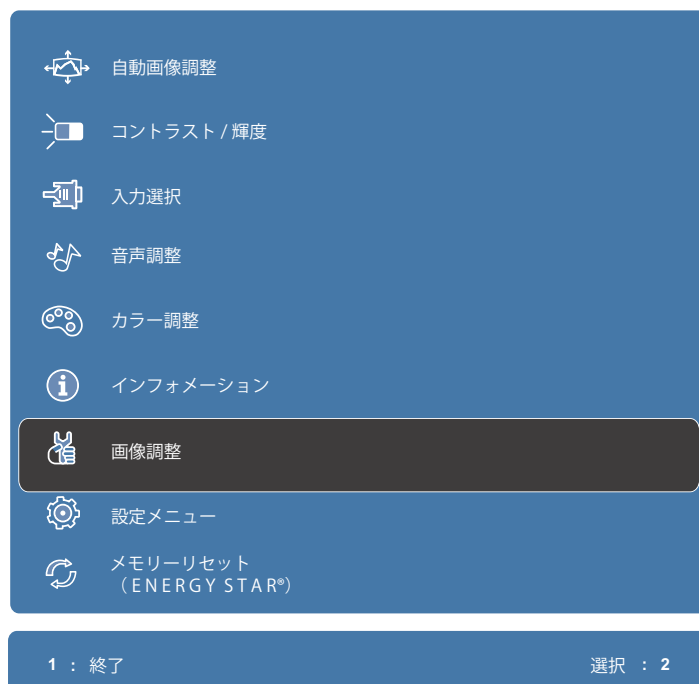 自動画像調整
コントラスト / 輝度
入力選択
音声調整
カラー調整
インフォメーション
画像調整
設定メニュー
メモリーリセット
（ENERGY STAR®）
1 : 終了 選択 : 2